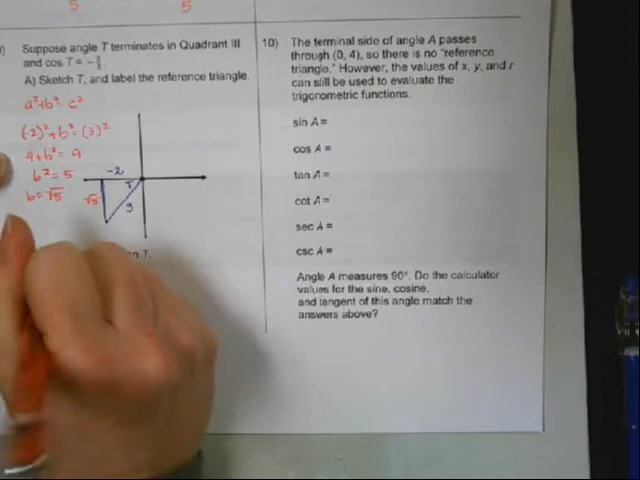 5 5
Suppose angle T terminates in Quadrant III
and cos T = -2/3.
A) Sketch T, and label the reference triangle.
a²+b²=c²
(-2)²+b²=(3)²
4+b²=9
b²=5
b=√5
-2
T
√5
3
T.
10) The terminal side of angle A passes
through (0, 4), so there is no "reference
triangle." However, the values of x, y, and r
can still be used to evaluate the
trigonometric functions.
sin A =
cos A =
tan A =
cot A =
sec A =
csc A =
Angle A measures 90°. Do the calculator
values for the sine, cosine,
and tangent of this angle match the
answers above?